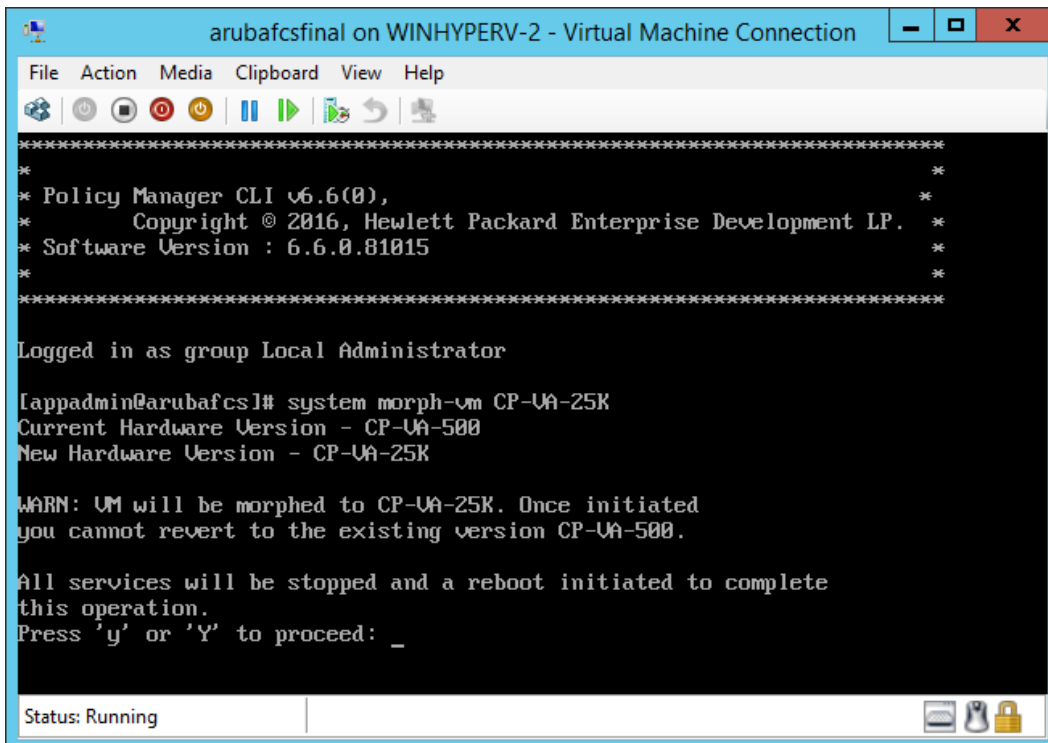 arubafcsfinal on WINHYPERV-2 - Virtual Machine Connection
File Action Media Clipboard View Help
*************************************************************************
* *
* Policy Manager CLI v6.6(0), *
* Copyright © 2016, Hewlett Packard Enterprise Development LP. *
* Software Version : 6.6.0.81015 *
* *
*************************************************************************
Logged in as group Local Administrator
[appadmin@arubafcs]# system morph-vm CP-VA-25K
Current Hardware Version - CP-VA-500
New Hardware Version - CP-VA-25K
WARN: VM will be morphed to CP-VA-25K. Once initiated
you cannot revert to the existing version CP-VA-500.
All services will be stopped and a reboot initiated to complete
this operation.
Press 'y' or 'Y' to proceed: _
Status: Running